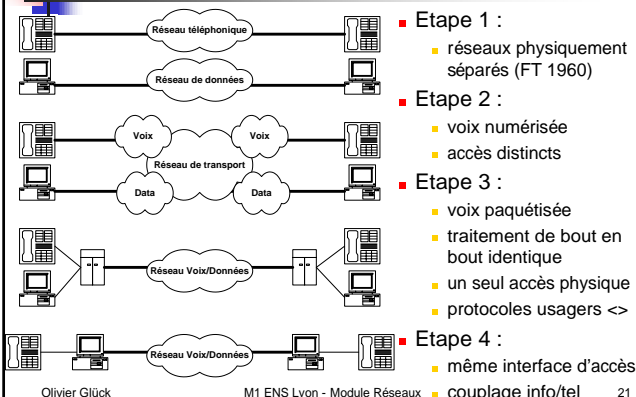 Réseau téléphonique
Réseau de données
Voix
Voix
Réseau de transport
Data
Data
Réseau Voix/Données
Réseau Voix/Données
Etape 1 :
réseaux physiquement
séparés (FT 1960)
Etape 2 :
voix numérisée
accès distincts
Etape 3 :
voix paquétisée
traitement de bout en
bout identique
un seul accès physique
protocoles usagers <>
Etape 4 :
même interface d'accès
couplage info/tel
Olivier Glück
M1 ENS Lyon - Module Réseaux
21